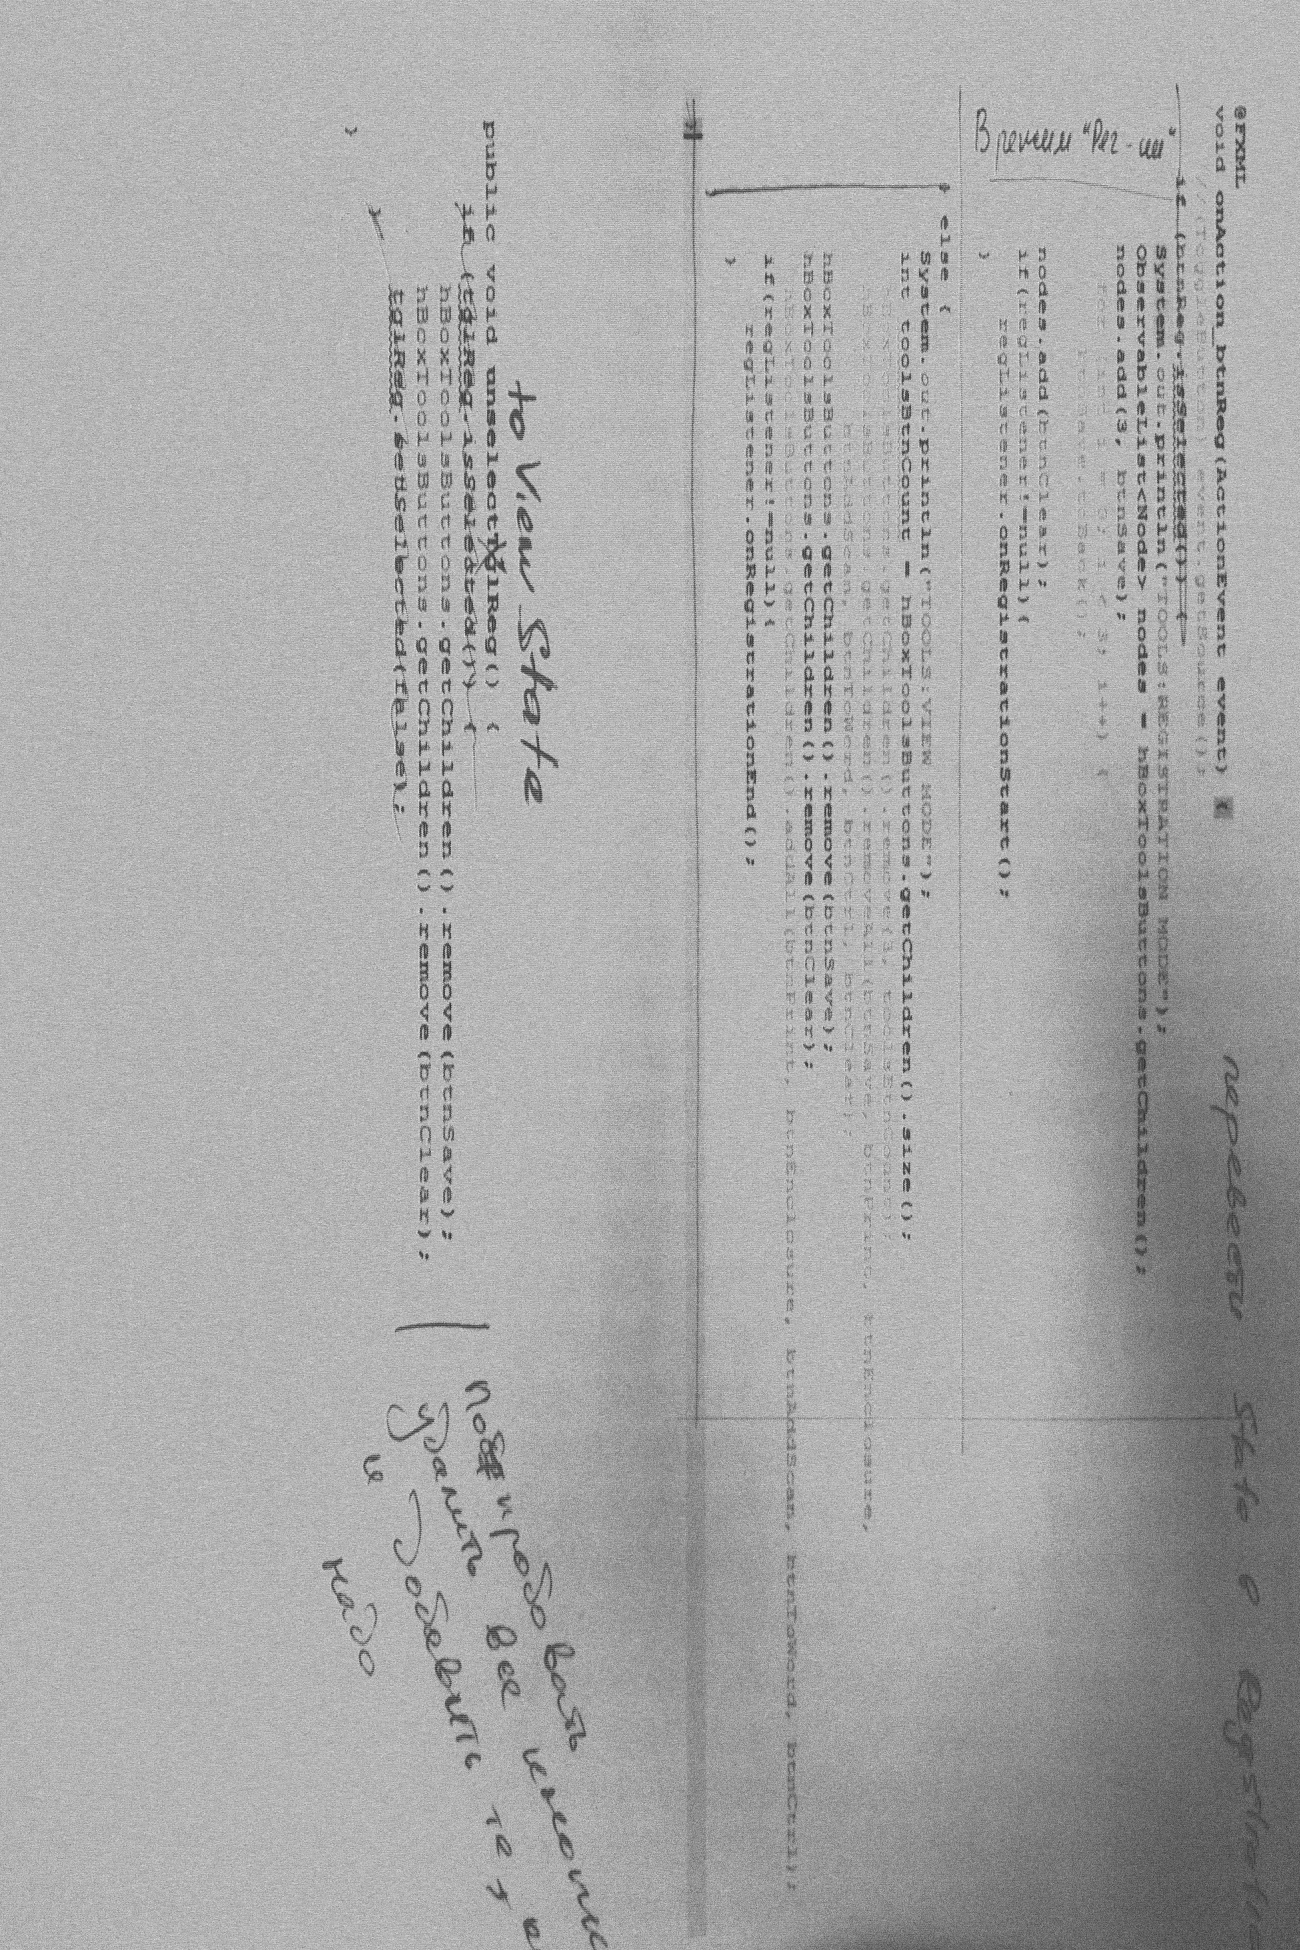 перевести State в Registratio
@FXML
void onAction_btnReg(ActionEvent event) {
//(ToggleButton) event.getSource();
if (btnReg.isSelected()) {
В режим "Рег-ии"
System.out.println("TOOLS:REGISTRATION MODE");
ObservableList<Node> nodes = hBoxToolsButtons.getChildren();
nodes.add(3, btnSave);
for (int i = 0; i < 3; i++) {
btnSave.toBack();
nodes.add(btnClear);
if(regListener!=null){
regListener.onRegistrationStart();
}
} else {
System.out.println("TOOLS:VIEW MODE");
int toolsBtnCount = hBoxToolsButtons.getChildren().size();
hBoxToolsButtons.getChildren().remove(3, toolsBtnCount);
hBoxToolsButtons.getChildren().removeAll(btnSave, btnPrint, btnEnclosure,
btnAddScan, btnToWord, btnCtrl, btnClear);
hBoxToolsButtons.getChildren().remove(btnSave);
hBoxToolsButtons.getChildren().remove(btnClear);
hBoxToolsButtons.getChildren().addAll(btnPrint, btnEnclosure, btnAddScan, btnToWord, btnCtrl);
if(regListener!=null){
regListener.onRegistrationEnd();
}
}
to View State
public void unselectTglReg() {
if (tglReg.isSelected()) {
hBoxToolsButtons.getChildren().remove(btnSave);
hBoxToolsButtons.getChildren().remove(btnClear);
tglReg.setSelected(false);
}
}
попробовать
удалить все кнопки
и добавить те,
надо